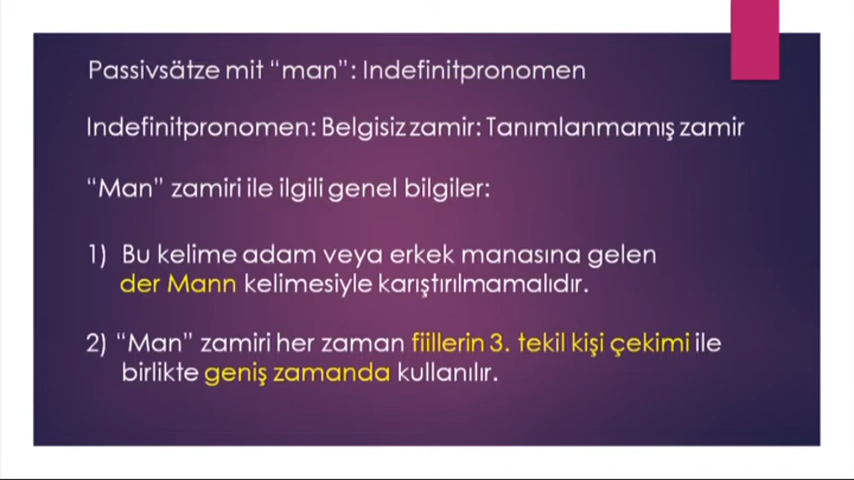 Passivsätze mit “man”: Indefinitpronomen
Indefinitpronomen: Belgisiz zamir: Tanımlanmamış zamir
“Man” zamiri ile ilgili genel bilgiler:
1) Bu kelime adam veya erkek manasına gelen
der Mann kelimesiyle karıştırılmamalıdır.
2) “Man” zamiri her zaman fiillerin 3. tekil kişi çekimi ile
birlikte geniş zamanda kullanılır.